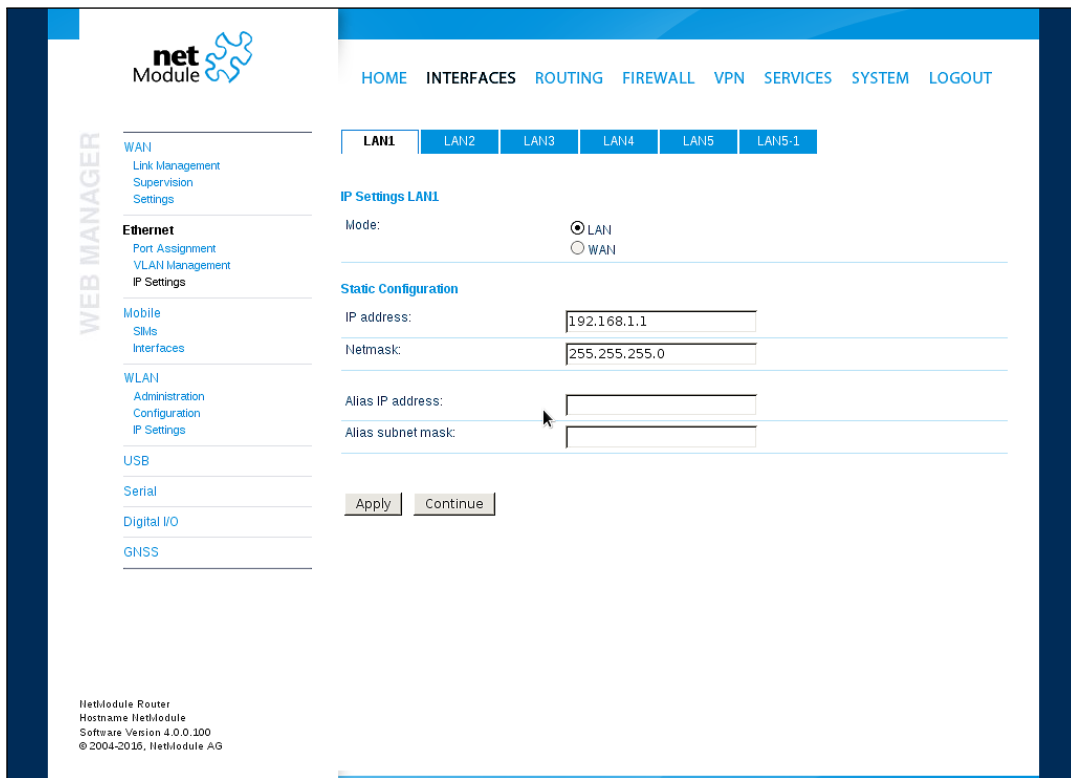 net
Module
HOME INTERFACES ROUTING FIREWALL VPN SERVICES SYSTEM LOGOUT
WEB MANAGER
WAN
Link Management
Supervision
Settings
Ethernet
Port Assignment
VLAN Management
IP Settings
Mobile
SIMs
Interfaces
WLAN
Administration
Configuration
IP Settings
USB
Serial
Digital I/O
GNSS
LAN1 LAN2 LAN3 LAN4 LAN5 LAN5-1
IP Settings LAN1
Mode: LAN
WAN
Static Configuration
IP address: 192.168.1.1
Netmask: 255.255.255.0
Alias IP address:
Alias subnet mask:
Apply Continue
NetModule Router
Hostname NetModule
Software Version 4.0.0.100
© 2004-2016, NetModule AG